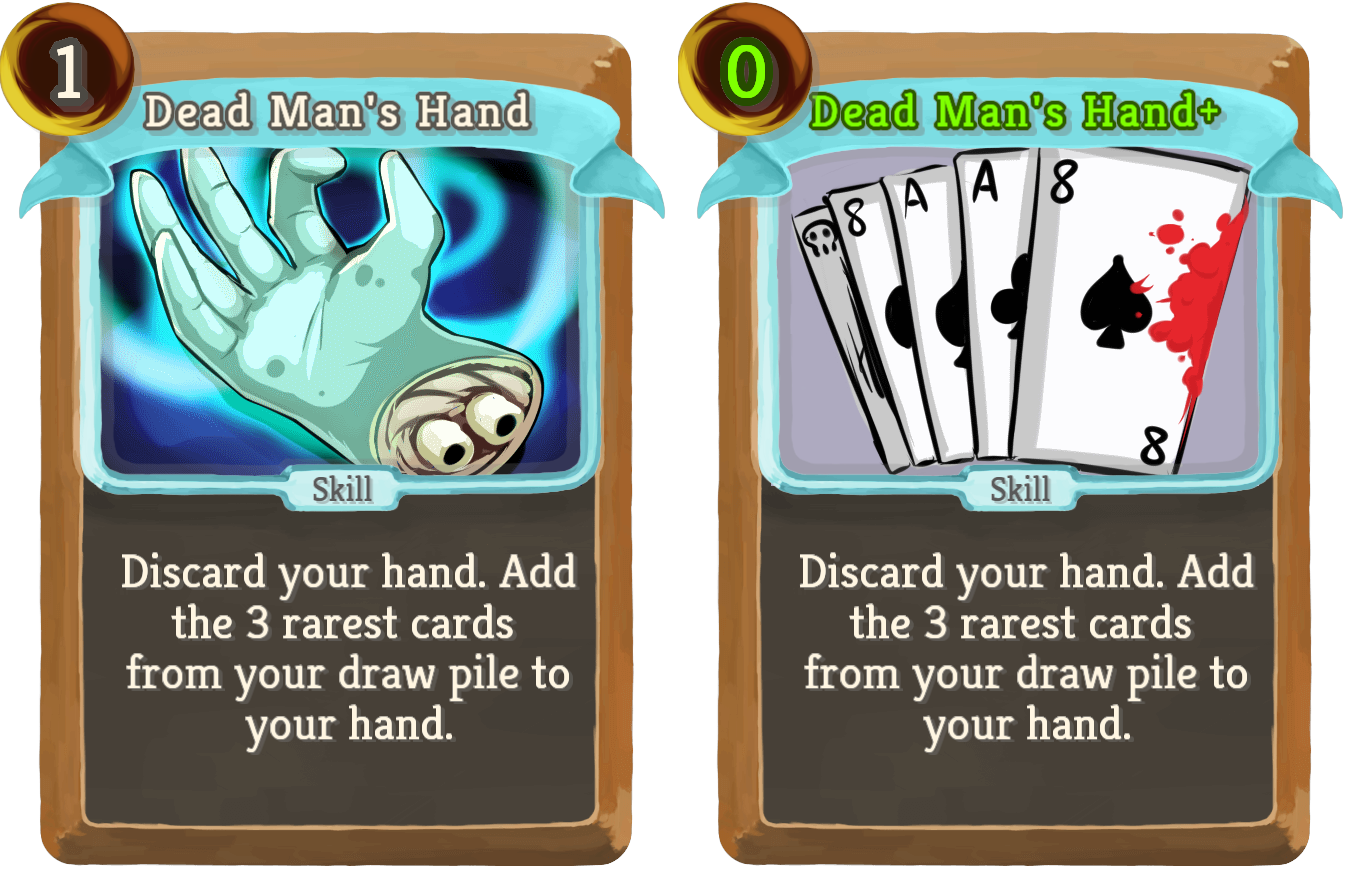 1
Dead Man's Hand
Skill
Discard your hand. Add
the 3 rarest cards
from your draw pile to
your hand.
0
Dead Man's Hand+
8
A
A
8
8
Skill
Discard your hand. Add
the 3 rarest cards
from your draw pile to
your hand.